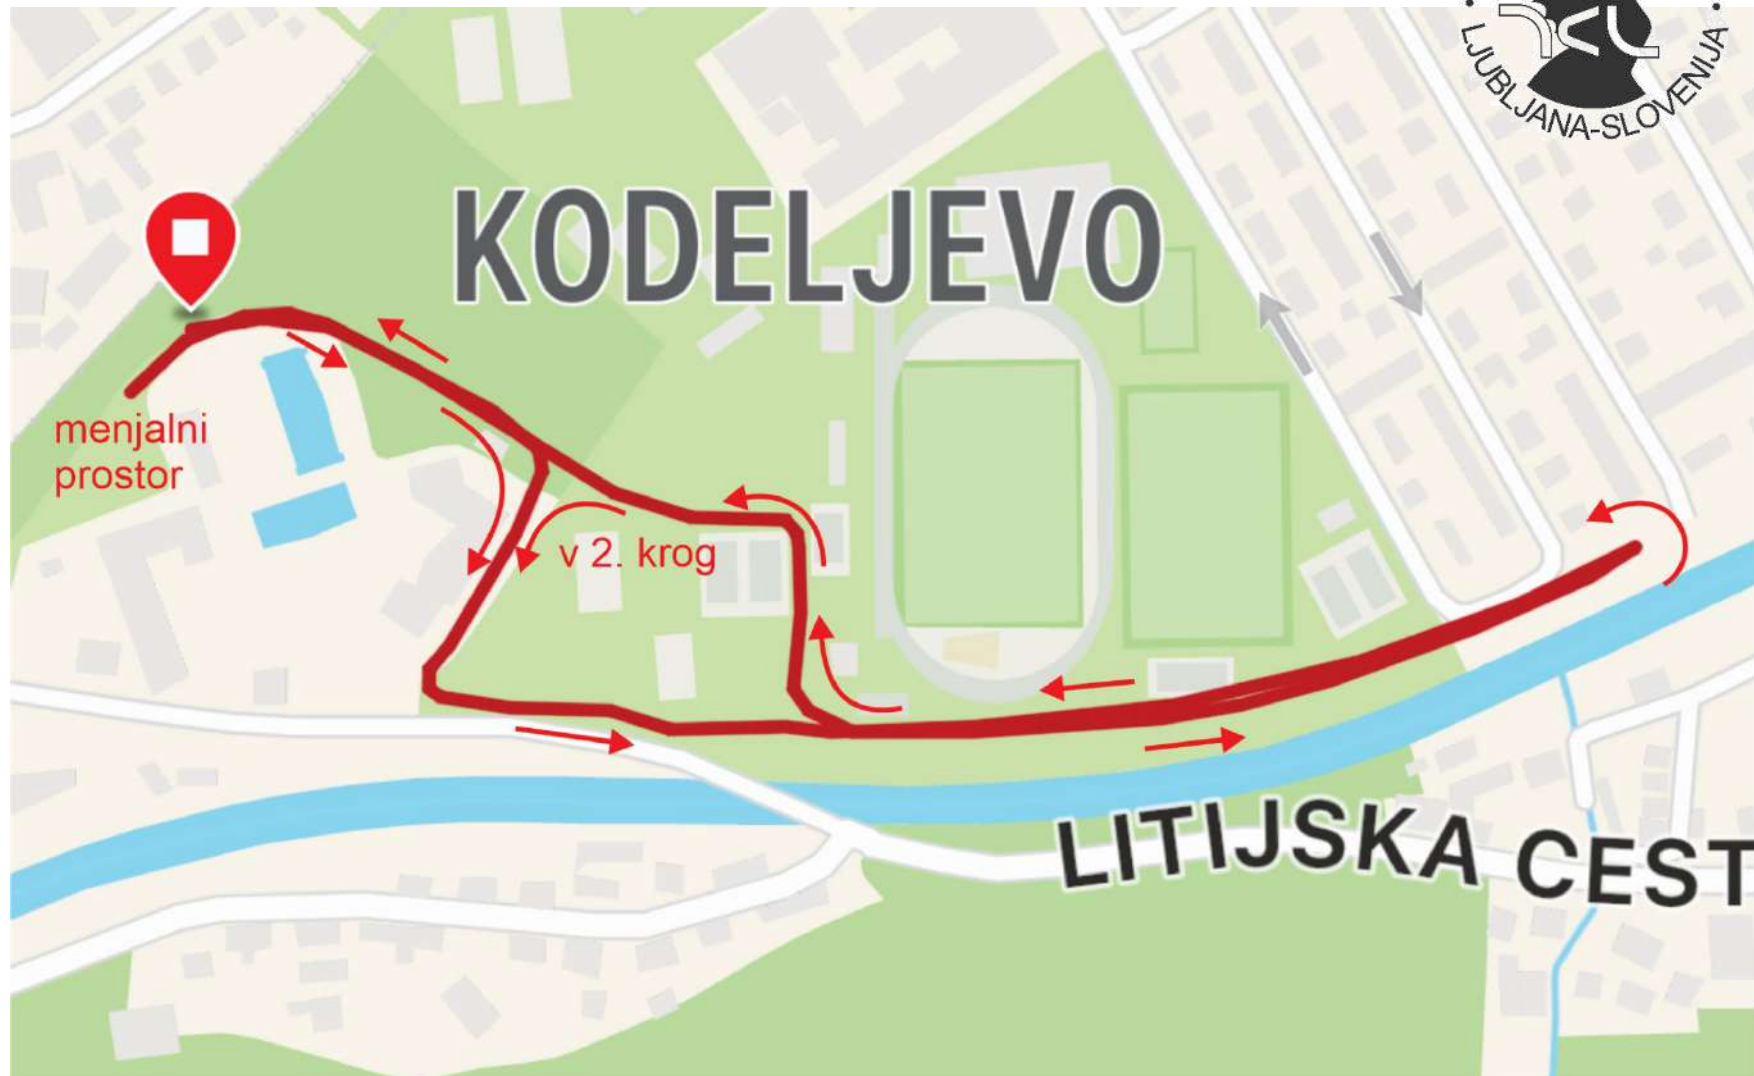 LJUBLJANA-SLOVENIJA
KODELJEVO
menjalni
prostor
v 2. krog
LITIJSKA CEST